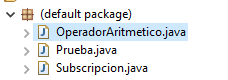 (default package)
OperadorAritmetico.java
Prueba.java
Subscripcion.java